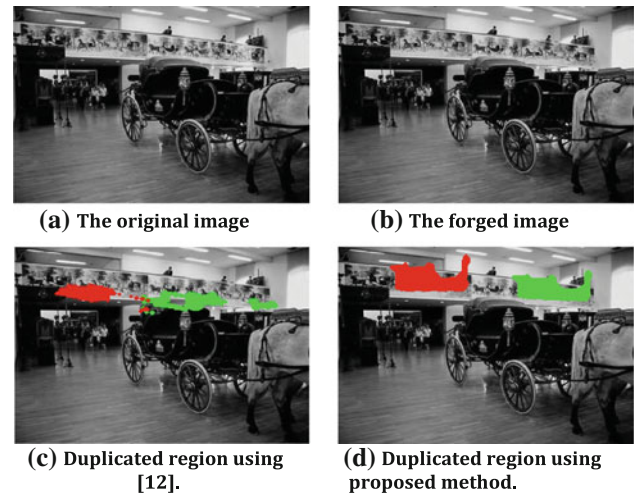 (a) The original image
(b) The forged image
(c) Duplicated region using
[12].
(d) Duplicated region using
proposed method.